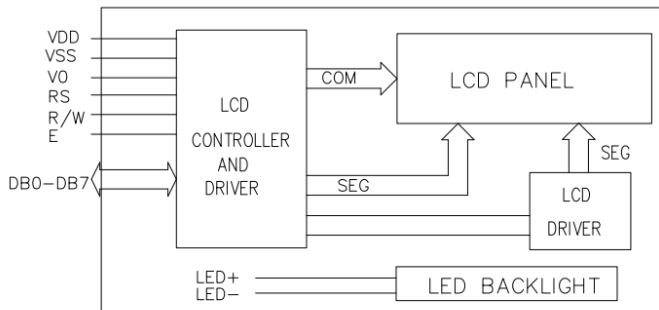 VDD
VSS
VO
RS
R/W
E
DB0-DB7
LCD
CONTROLLER
AND
DRIVER
COM
SEG
LCD PANEL
SEG
LCD
DRIVER
LED+
LED-
LED BACKLIGHT